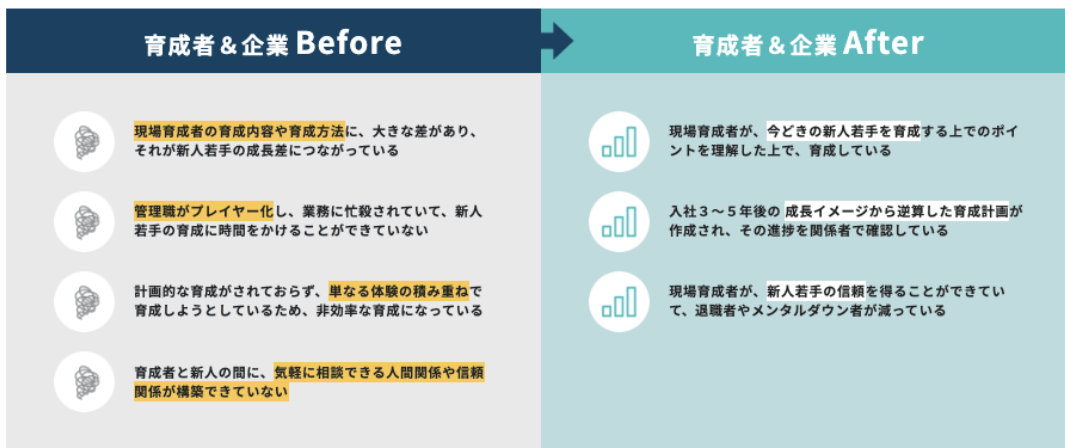 育成者＆企業 Before
育成者＆企業 After
現場育成者の育成内容や育成方法に、大きな差があり、
それが新人若手の成長差につながっている
管理職がプレイヤー化し、業務に忙殺されていて、新人
若手の育成に時間をかけることができていない
計画的な育成がされておらず、単なる体験の積み重ねで
育成しようとしているため、非効率な育成になっている
育成者と新人の間に、気軽に相談できる人間関係や信頼
関係が構築できていない
現場育成者が、今どきの新人若手を育成する上でのポイ
ントを理解した上で、育成している
入社３〜５年後の 成長イメージから逆算した育成計画が
作成され、その進捗を関係者で確認している
現場育成者が、新人若手の信頼を得ることができてい
て、退職者やメンタルダウン者が減っている